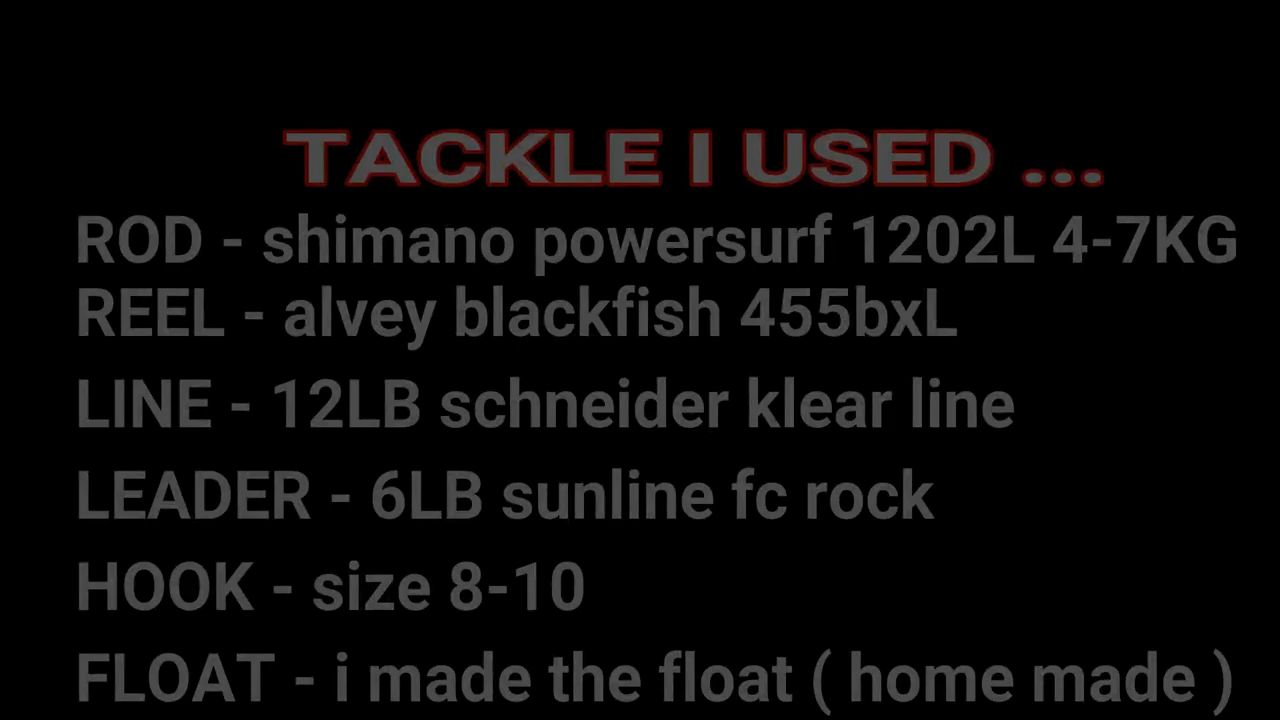 TACKLE I USED ...
ROD - shimano powersurf 1202L 4-7KG
REEL - alvey blackfish 455bxL
LINE - 12LB schneider klear line
LEADER - 6LB sunline fc rock
HOOK - size 8-10
FLOAT - i made the float ( home made )